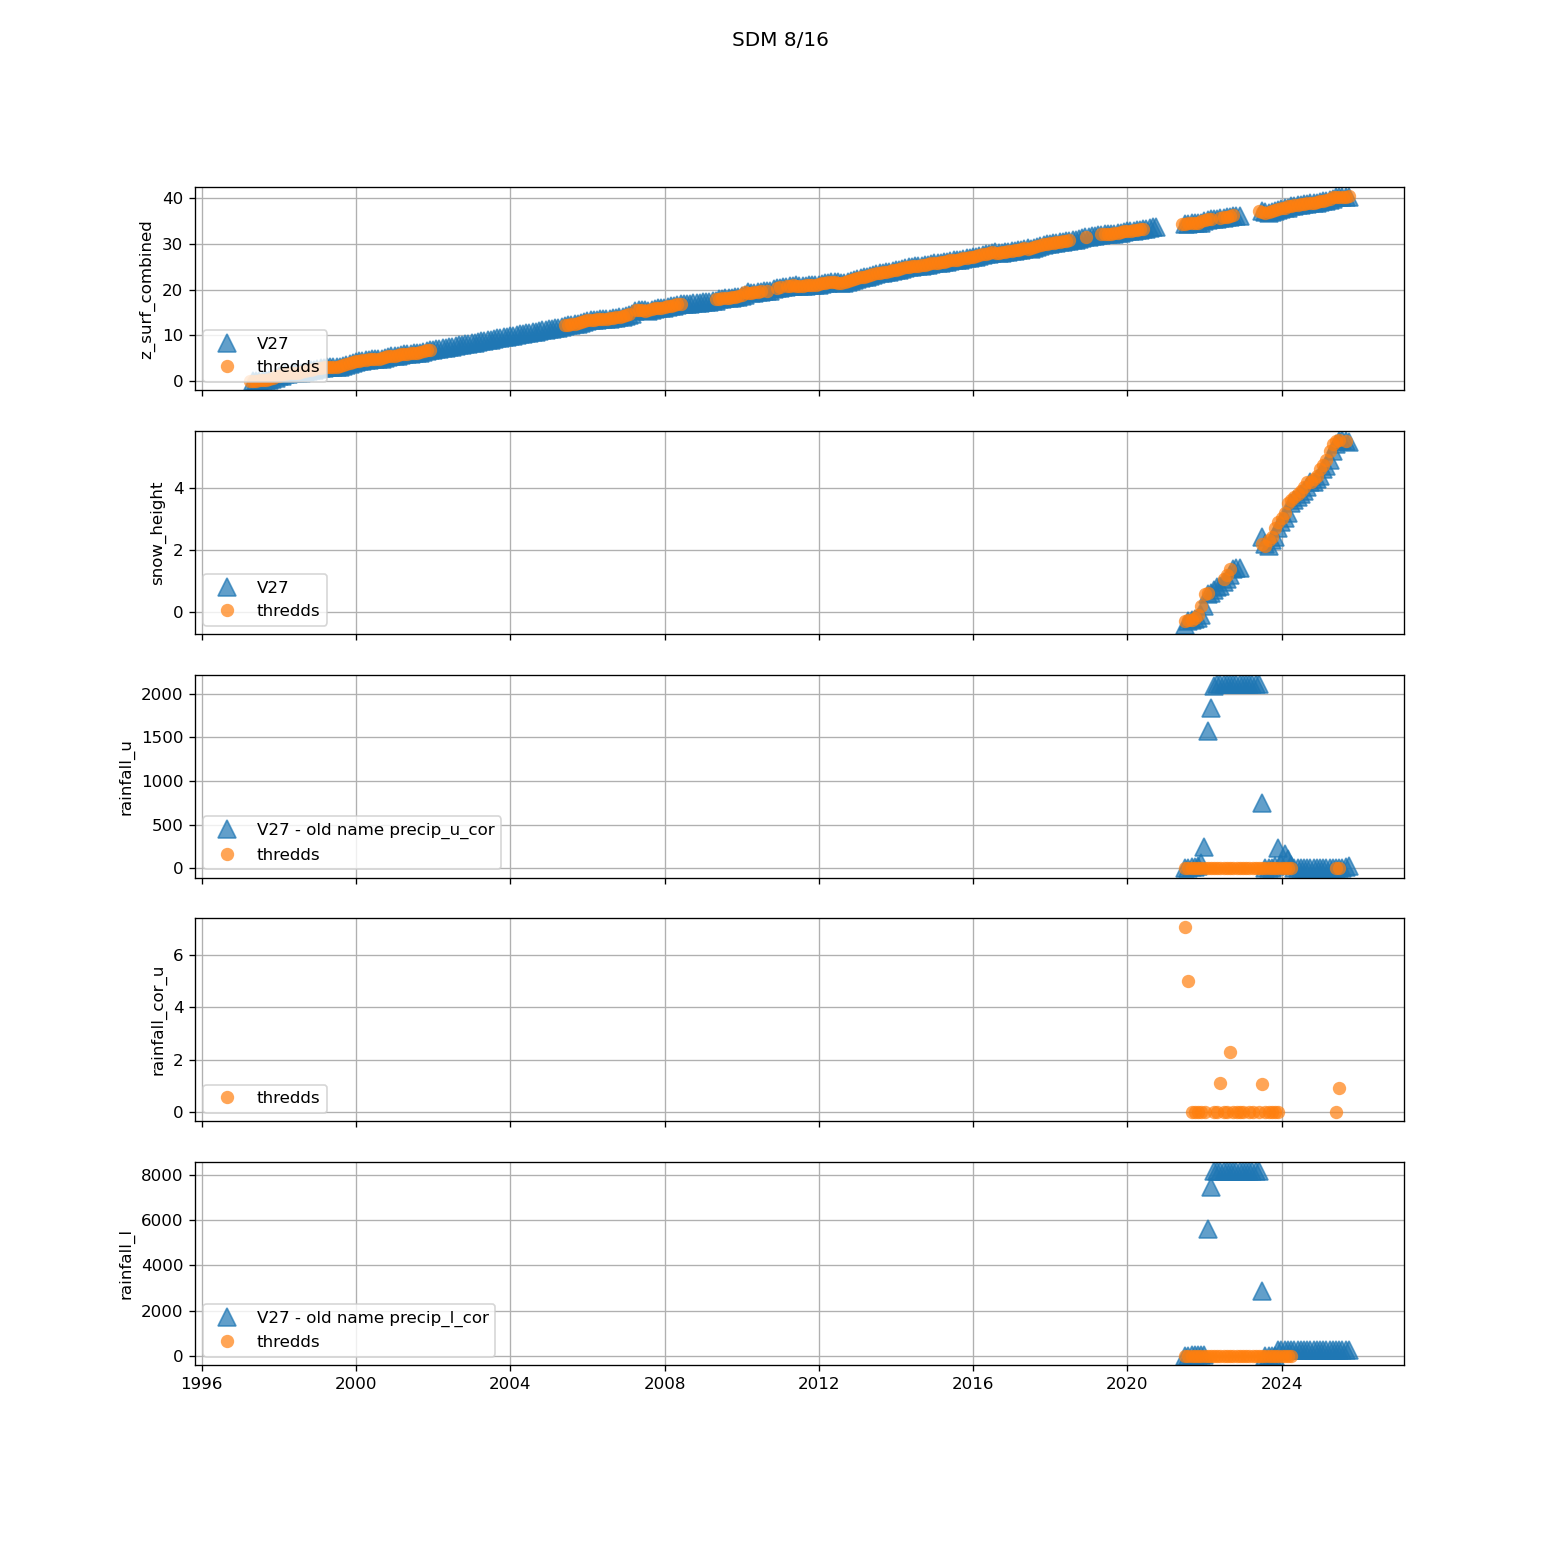 SDM 8/16
40
30
20
10
0
z_surf_combined
V27
thredds
4
2
0
snow_height
V27
thredds
2000
1500
1000
500
0
rainfall_u
V27 - old name precip_u_cor
thredds
6
4
2
0
rainfall_cor_u
thredds
8000
6000
4000
2000
0
rainfall_l
V27 - old name precip_l_cor
thredds
1996 2000 2004 2008 2012 2016 2020 2024